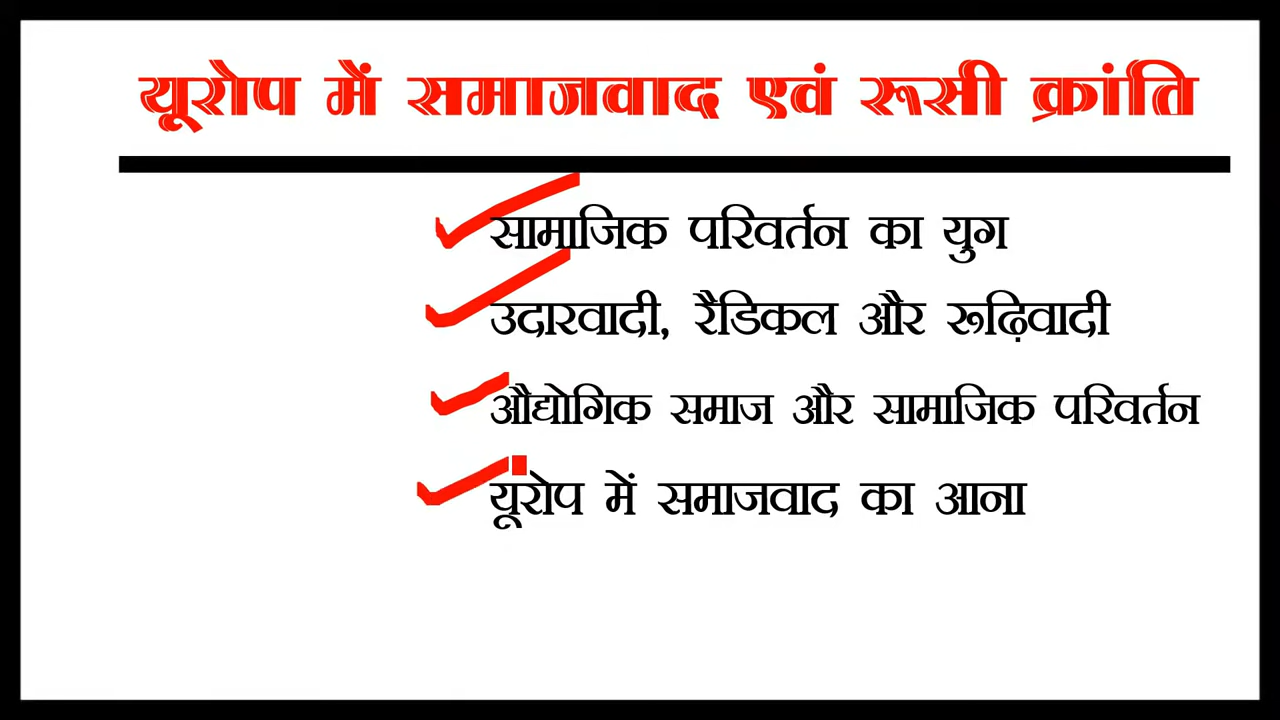 यूरोप में समाजवाद एवं रूसी क्रांति
सामाजिक परिवर्तन का युग
उदारवादी, रैडिकल और रूढ़िवादी
औद्योगिक समाज और सामाजिक परिवर्तन
यूरोप में समाजवाद का आना